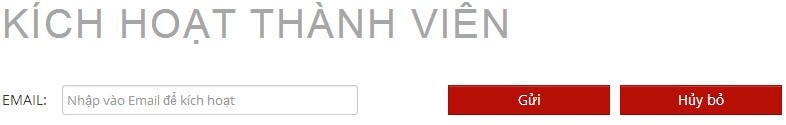 KÍCH HOẠT THÀNH VIÊN
EMAIL: Nhập vào Email để kích hoạt Gửi Hủy bỏ